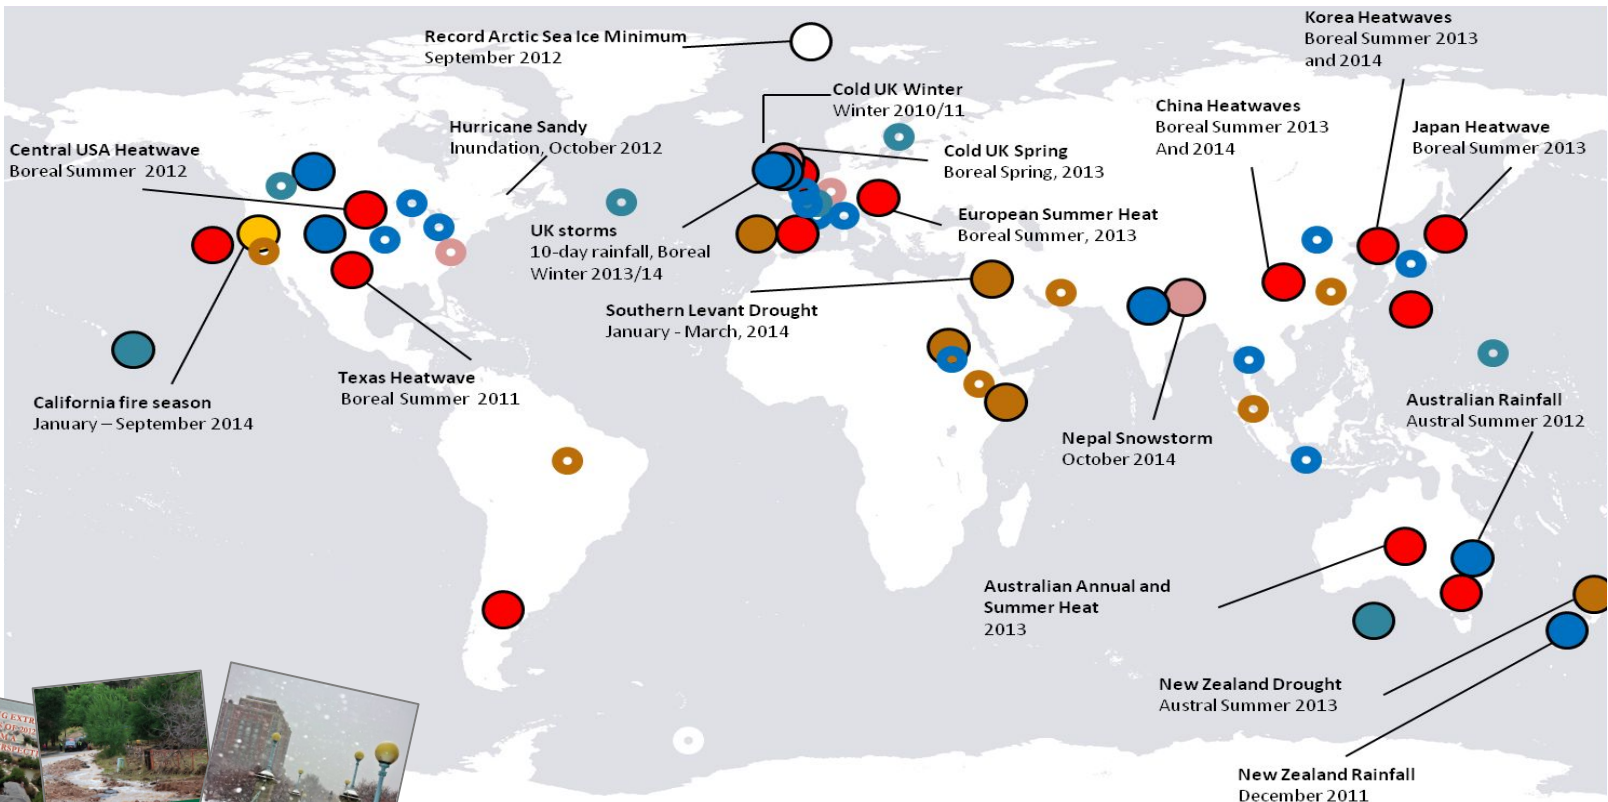 Record Arctic Sea Ice Minimum
September 2012
Korea Heatwaves
Boreal Summer 2013
and 2014
Cold UK Winter
Winter 2010/11
China Heatwaves
Boreal Summer 2013
And 2014
Hurricane Sandy
Inundation, October 2012
Japan Heatwave
Boreal Summer 2013
Central USA Heatwave
Boreal Summer 2012
Cold UK Spring
Boreal Spring, 2013
UK storms
10-day rainfall, Boreal
Winter 2013/14
European Summer Heat
Boreal Summer, 2013
Southern Levant Drought
January - March, 2014
Texas Heatwave
Boreal Summer 2011
California fire season
January – September 2014
Nepal Snowstorm
October 2014
Australian Rainfall
Austral Summer 2012
Australian Annual and
Summer Heat
2013
New Zealand Drought
Austral Summer 2013
New Zealand Rainfall
December 2011